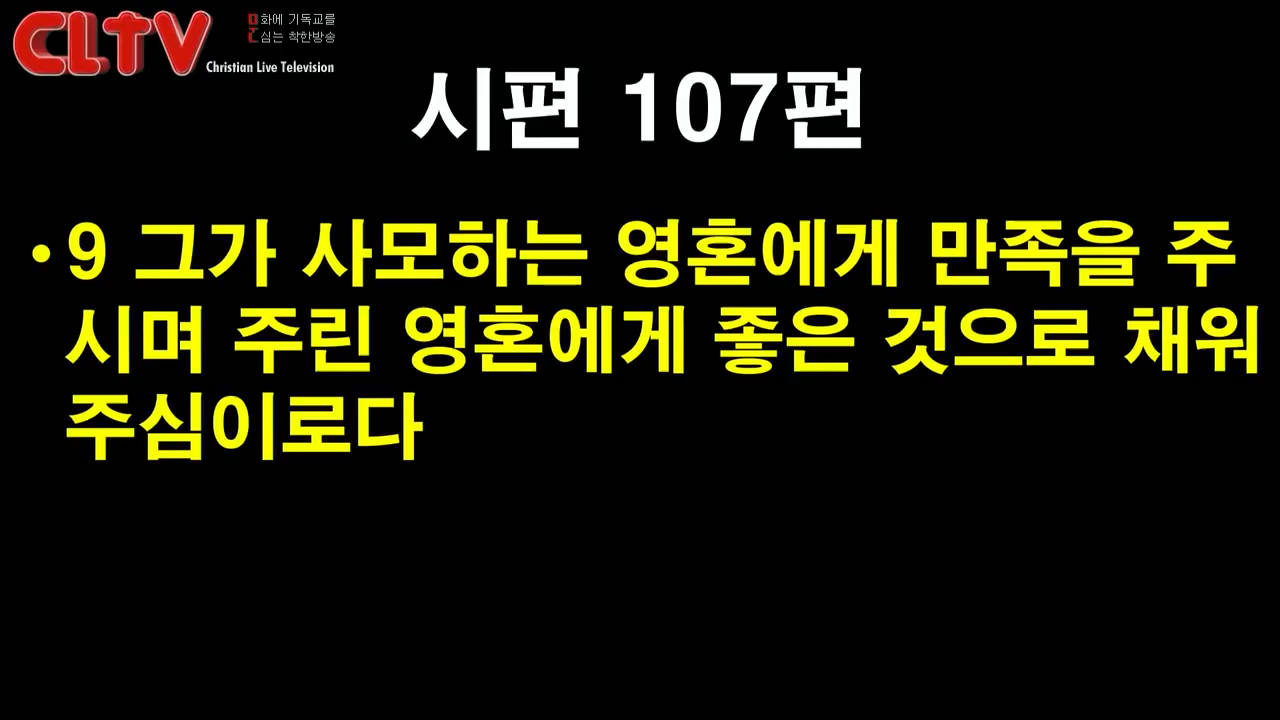 CLTV
문화에 기독교를
심는 착한방송
Christian Live Television
시편 107편
• 9 그가 사모하는 영혼에게 만족을 주
시며 주린 영혼에게 좋은 것으로 채워
주심이로다